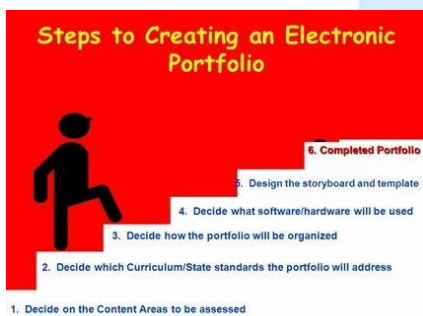 Steps to Creating an Electronic
Portfolio
6. Completed Portfolio
5. Design the storyboard and template
4. Decide what software/hardware will be used
3. Decide how the portfolio will be organized
2. Decide which Curriculum/State standards the portfolio will address
1. Decide on the Content Areas to be assessed